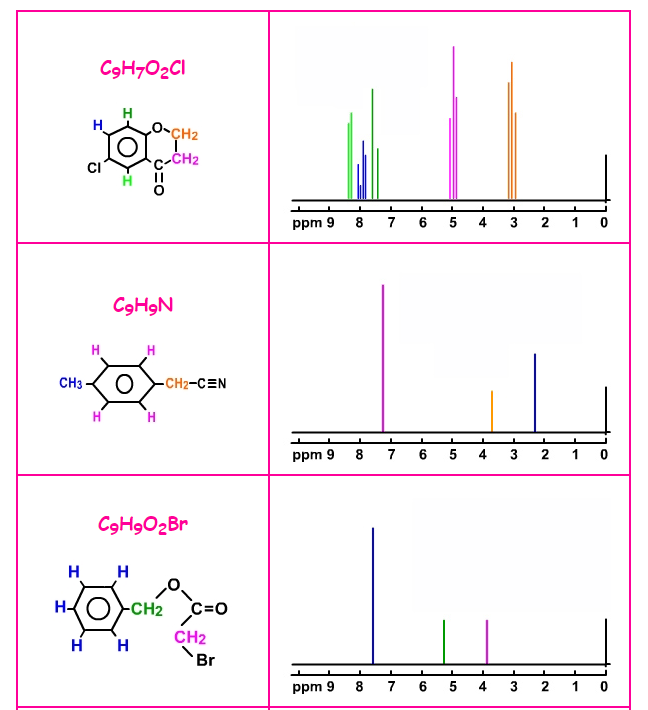 C9H7O2Cl
H
H
O
CH2
CH2
Cl
C
H
O
ppm 9 8 7 6 5 4 3 2 1 0
C9H9N
H H
CH3 CH2-C≡N
H H
ppm 9 8 7 6 5 4 3 2 1 0
C9H9O2Br
H H O
H CH2 C=O
CH2
H H
Br
ppm 9 8 7 6 5 4 3 2 1 0